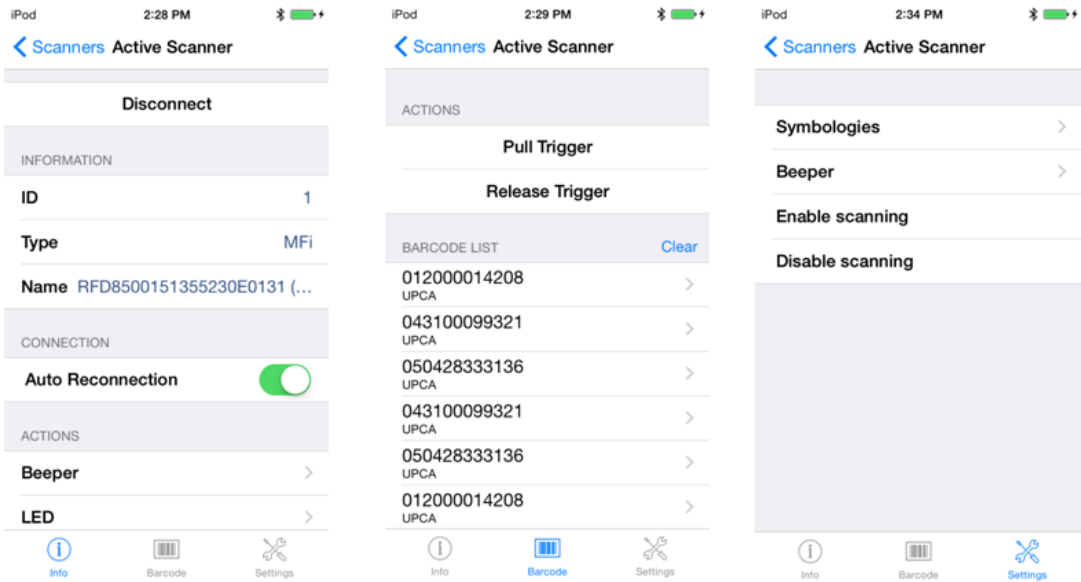 iPod 2:28 PM
Scanners Active Scanner
Disconnect
INFORMATION
ID 1
Type MFi
Name RFD8500151355230E0131 (...
CONNECTION
Auto Reconnection
ACTIONS
Beeper
LED
Info Barcode Settings
iPod 2:29 PM
Scanners Active Scanner
ACTIONS
Pull Trigger
Release Trigger
BARCODE LIST Clear
012000014208
UPCA
043100099321
UPCA
050428333136
UPCA
043100099321
UPCA
050428333136
UPCA
012000014208
UPCA
Info Barcode Settings
iPod 2:34 PM
Scanners Active Scanner
Symbologies
Beeper
Enable scanning
Disable scanning
Info Barcode Settings